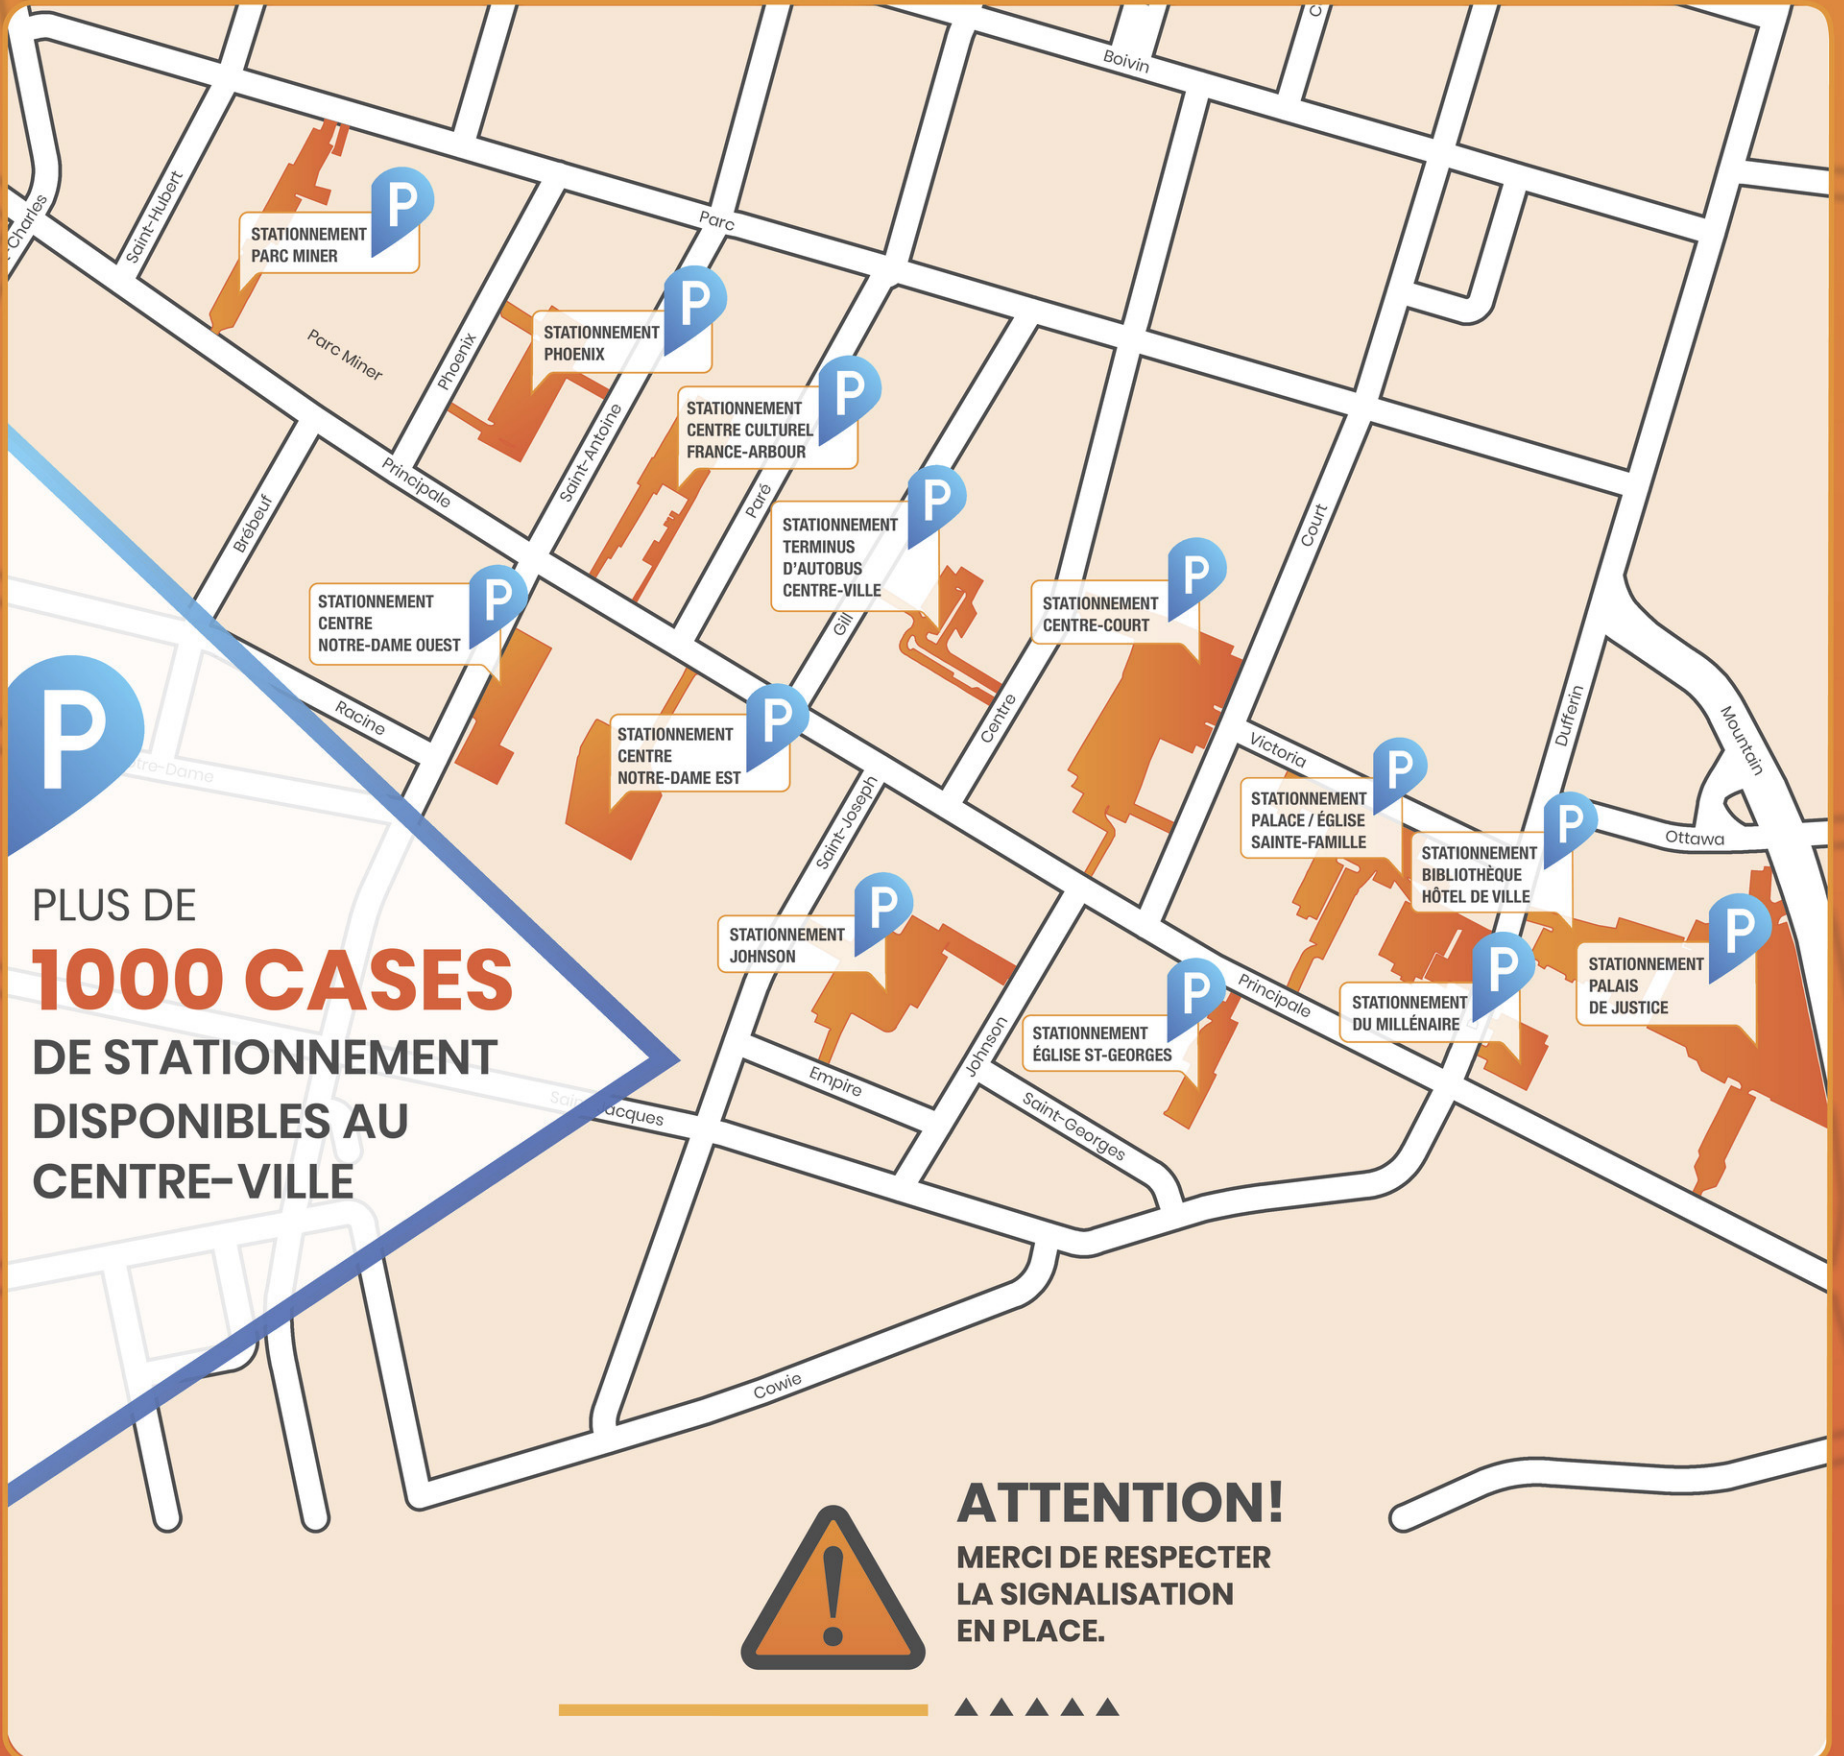 Boivin
C
Parc
Charles
Saint-Hubert
P
STATIONNEMENT
PARC MINER
Parc Miner
Phoenix
P
STATIONNEMENT
PHOENIX
Saint-Antoine
P
STATIONNEMENT
CENTRE CULTUREL
FRANCE-ARBOUR
Paré
Principale
Brébeuf
P
STATIONNEMENT
TERMINUS
D'AUTOBUS
CENTRE-VILLE
Gill
Court
P
STATIONNEMENT
CENTRE-COURT
P
STATIONNEMENT
CENTRE
NOTRE-DAME OUEST
Racine
P
STATIONNEMENT
CENTRE
NOTRE-DAME EST
Centre
Victoria
Dufferin
Mountain
Ottawa
Saint-Joseph
P
STATIONNEMENT
PALACE / ÉGLISE
SAINTE-FAMILLE
P
STATIONNEMENT
BIBLIOTHÈQUE
HÔTEL DE VILLE
P
STATIONNEMENT
JOHNSON
P
STATIONNEMENT
PALAIS
DE JUSTICE
P
STATIONNEMENT
DU MILLÉNAIRE
P
STATIONNEMENT
ÉGLISE ST-GEORGES
Principale
Johnson
Empire
Saint-Georges
Saint-Jacques
Cowie
tre-Dame
P
PLUS DE
1000 CASES
DE STATIONNEMENT
DISPONIBLES AU
CENTRE-VILLE
ATTENTION!
MERCI DE RESPECTER
LA SIGNALISATION
EN PLACE.